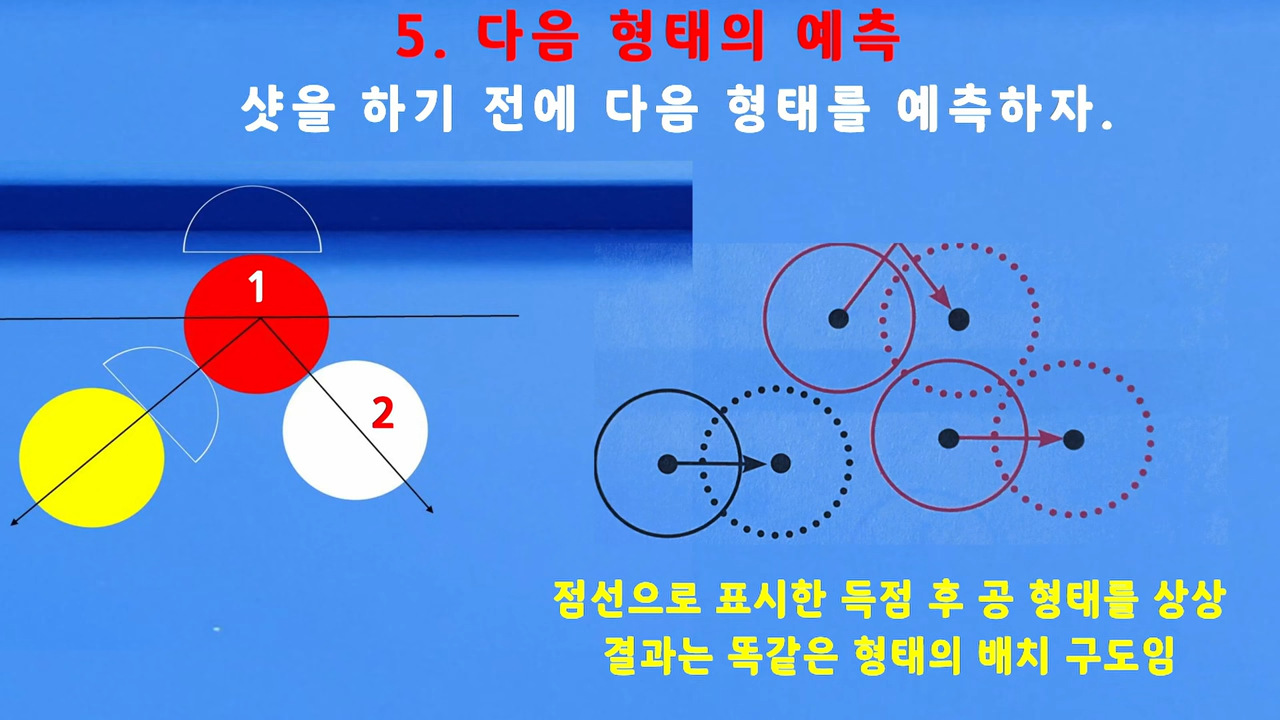 5. 다음 형태의 예측
샷을 하기 전에 다음 형태를 예측하자.
1
2
점선으로 표시한 득점 후 공 형태를 상상
결과는 똑같은 형태의 배치 구도임